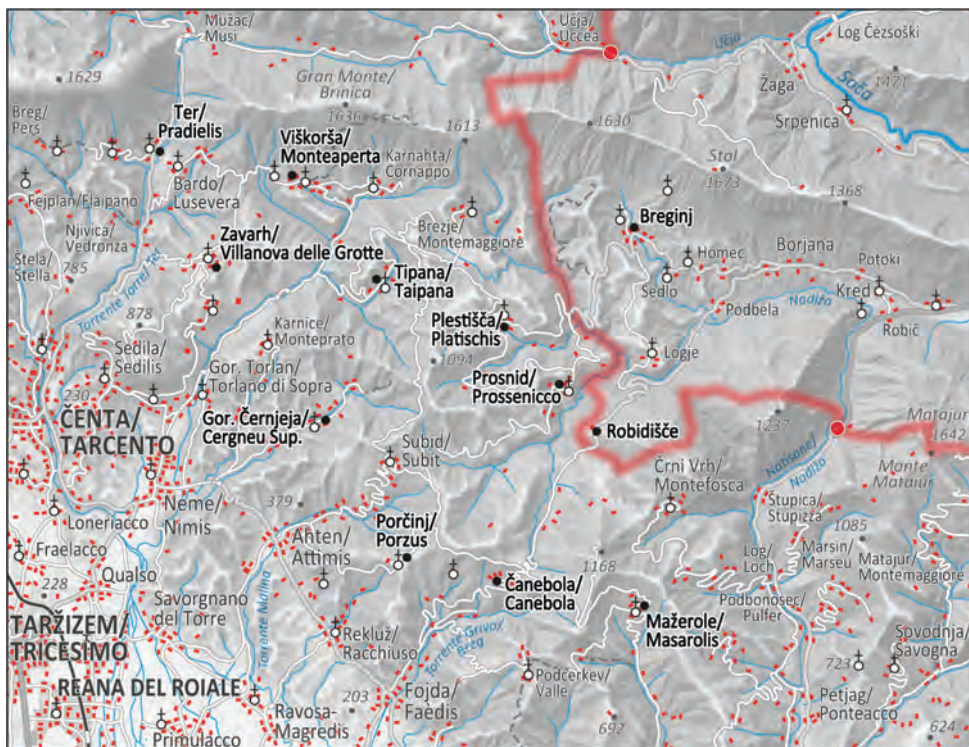 Mužac/
Musi
Učja/
Uccea
Učja
Log Čezsoški
1629
Gran Monte/
Brinica
1636
1613
1630
Žaga
1471
Soča
Srpenica
Breg/
Pers
Ter/
Pradielis
Viškorša/
Monteaperta
Karnahta/
Cornappo
Stol
1673
1368
Bardo/
Lusevera
Fejplan/Flaipano
Njivica/
Vedronza
Brezje/
Montemaggiore
Breginj
Zavarh/
Villanova delle Grotte
Štela/
Stella
785
Torrente Torre/Ter
Tipana/
Taipana
Homec
Borjana
Potoki
Sedlo
Kred
Podbela
Nadiža
Robič
878
Karnice/
Monteprato
Plestišča/
Platischis
Sedila/
Sedilis
1094
Logje
Gor. Torlan/
Torlano di Sopra
Prosnid/
Prossenicco
230
ČENTA/
TARCENTO
Gor. Černjeja/
Cergneu Sup.
Robidišče
1237
Matajur
1642
Monte
Matajur
Subid/
Subit
Črni Vrh/
Montefosca
Natisone/
Nadiža
379
Neme/
Nimis
Štupica/
Stupizza
Loneriacco
Ahten/
Attimis
Porčinj/
Porzus
1168
1085
Fraelacco
228
Qualso
Log/
Loch
Marsin/
Marseu
Matajur/
Montemaggiore
Čanebola/
Canebola
Podbonosec/
Pulfer
Savorgnano
del Torre
Torrente Malina
Mažerole/
Masarolis
TARŽIZEM/
TRICESIMO
Rekluž/
Racchiuso
Torrente Grivo/
Breg
Sovodnja/
Savogna
Podčerkev/
Valle
723
REANA DEL ROIALE
203
Fojda/
Faedis
Petjag/
Ponteacco
Ravosa-
Magredis
692
624
Primulacco